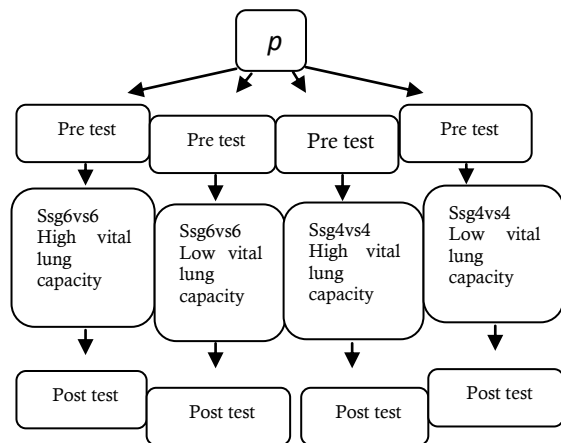 p
Pre test
Pre test
Pre test
Pre test
Ssg6vs6
High vital
lung
capacity
Ssg6vs6
Low vital
lung
capacity
Ssg4vs4
High vital
lung
capacity
Ssg4vs4
Low vital
lung
capacity
Post test
Post test
Post test
Post test